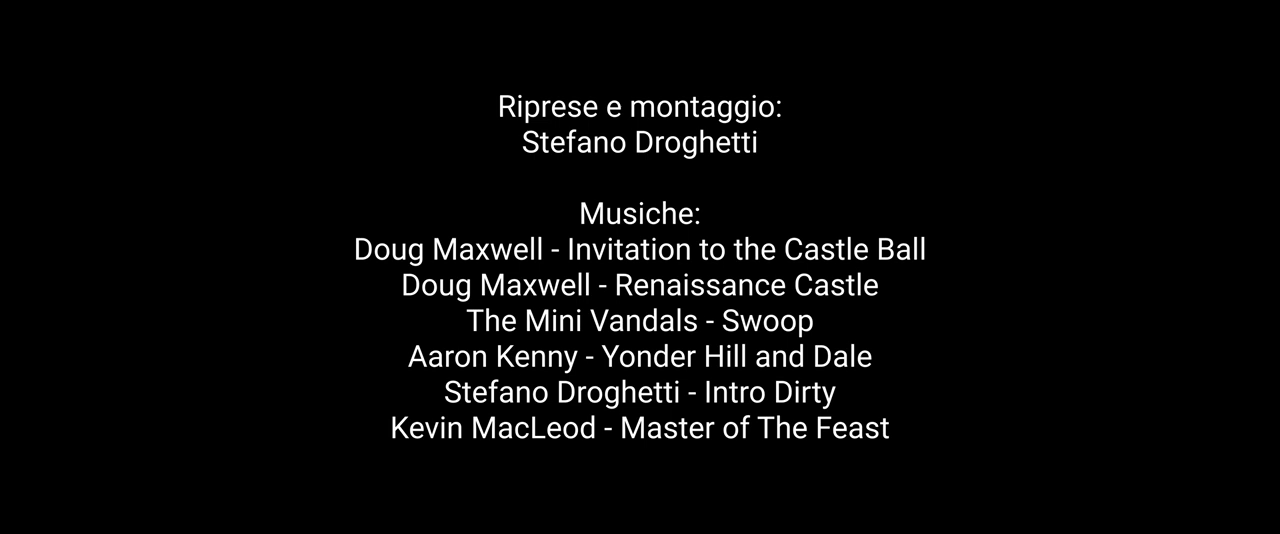 Riprese e montaggio:
Stefano Droghetti
Musiche:
Doug Maxwell - Invitation to the Castle Ball
Doug Maxwell - Renaissance Castle
The Mini Vandals - Swoop
Aaron Kenny - Yonder Hill and Dale
Stefano Droghetti - Intro Dirty
Kevin MacLeod - Master of The Feast